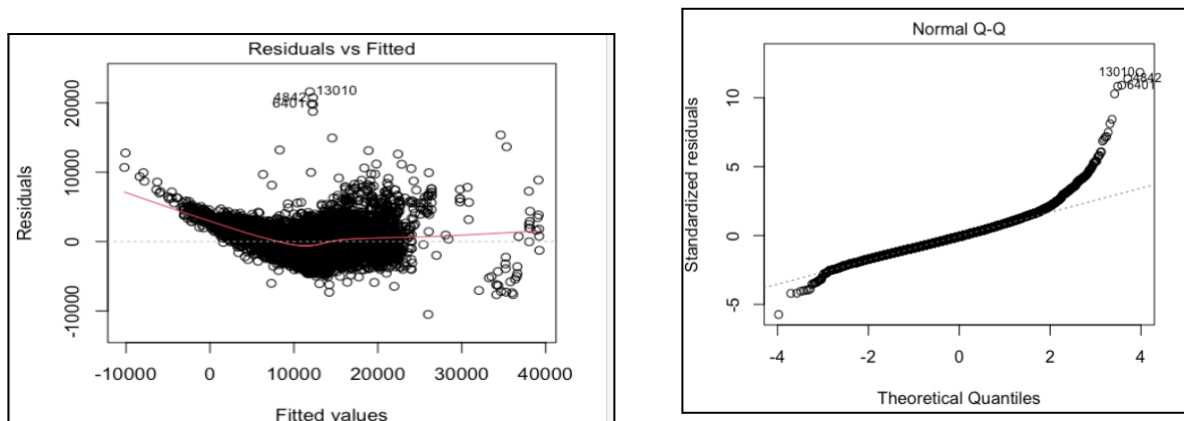 Residuals vs Fitted
13010
4842
6401
20000
10000
0
-10000
Residuals
-10000 0 10000 20000 30000 40000
Fitted values
Normal Q-Q
13010
4842
6401
10
5
0
-5
Standardized residuals
-4 -2 0 2 4
Theoretical Quantiles